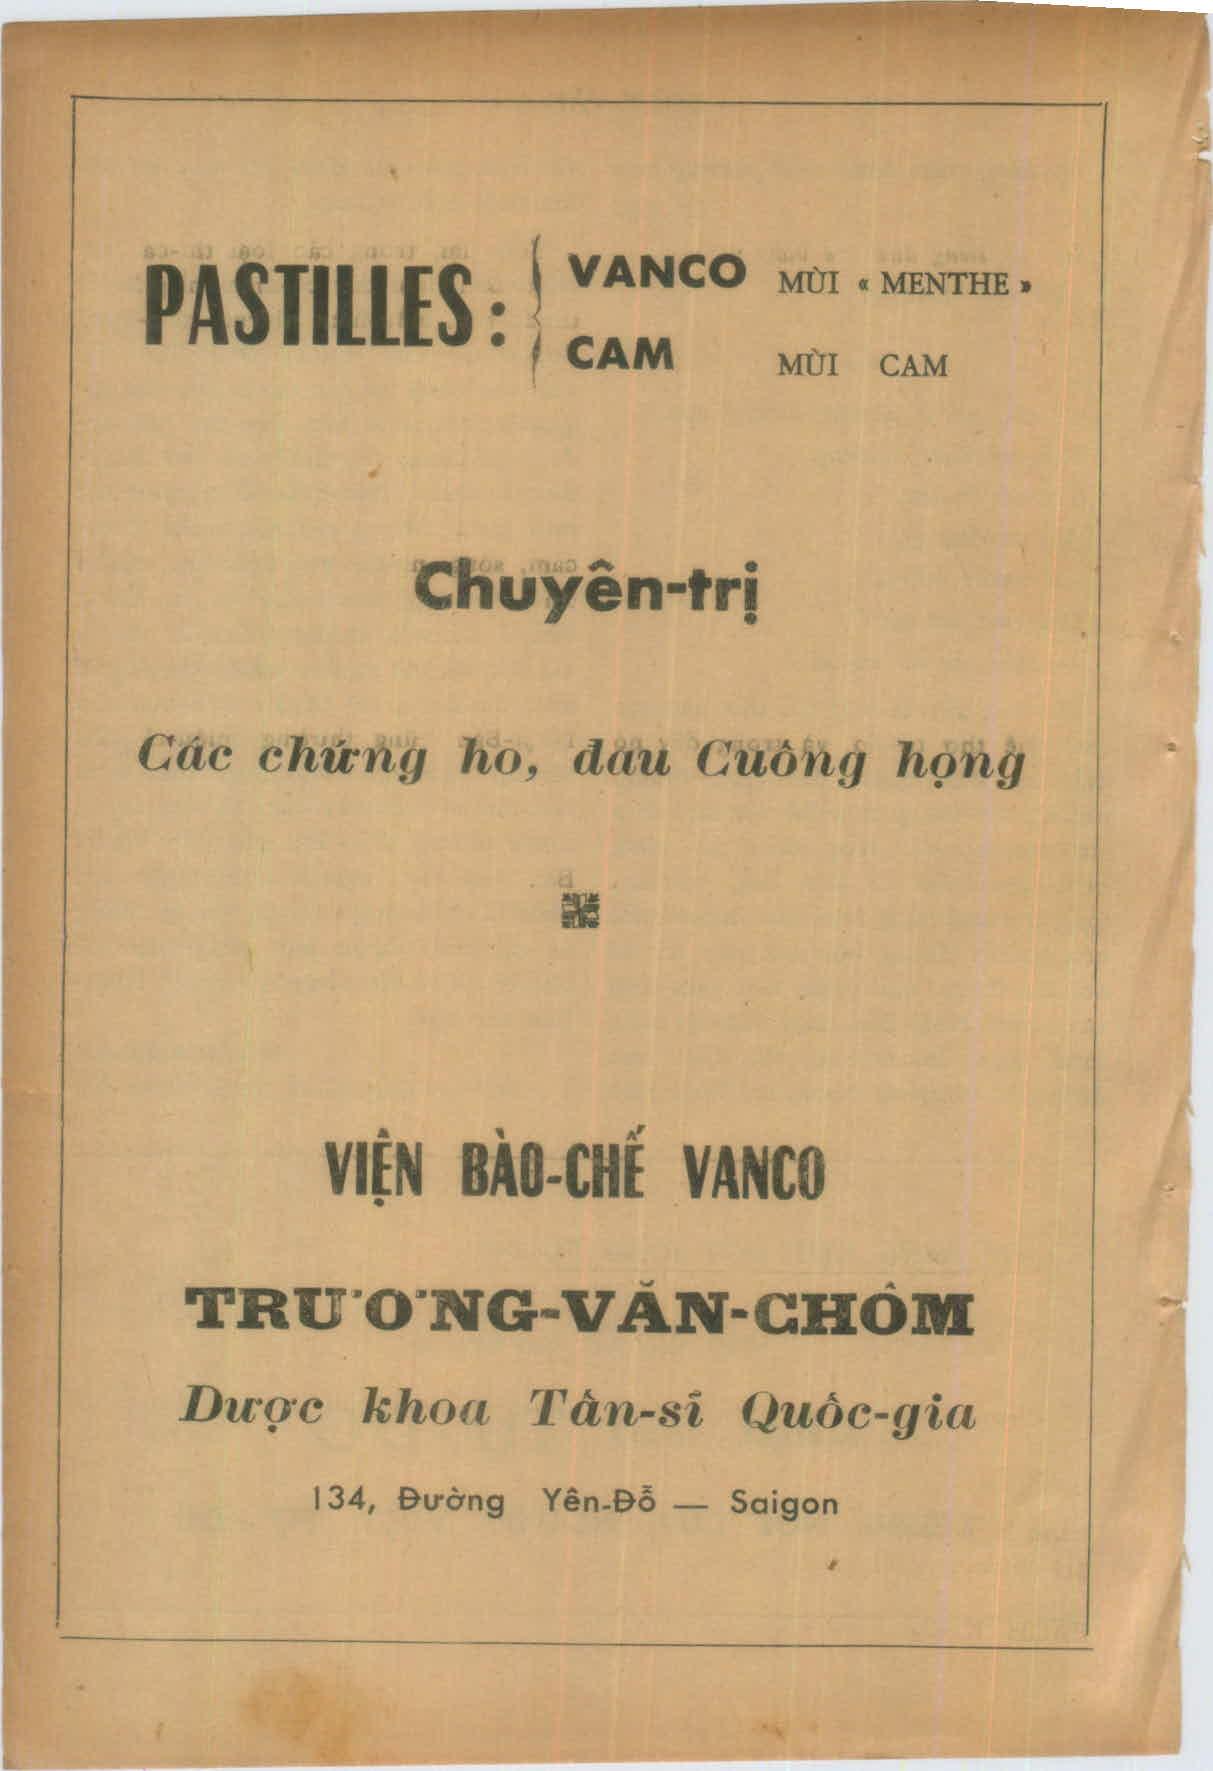 PASTILLES : { VANCO MÙI « MENTHE »
CAM MÙI CAM
Chuyên-trị
Các chứng ho, đau Cuông họng
VIỆN BÀO-CHẾ VANCO
TRƯƠNG-VĂN-CHÔM
Dược khoa Tấn-sĩ Quốc-gia
134, Đường Yên-Đỗ — Saigon